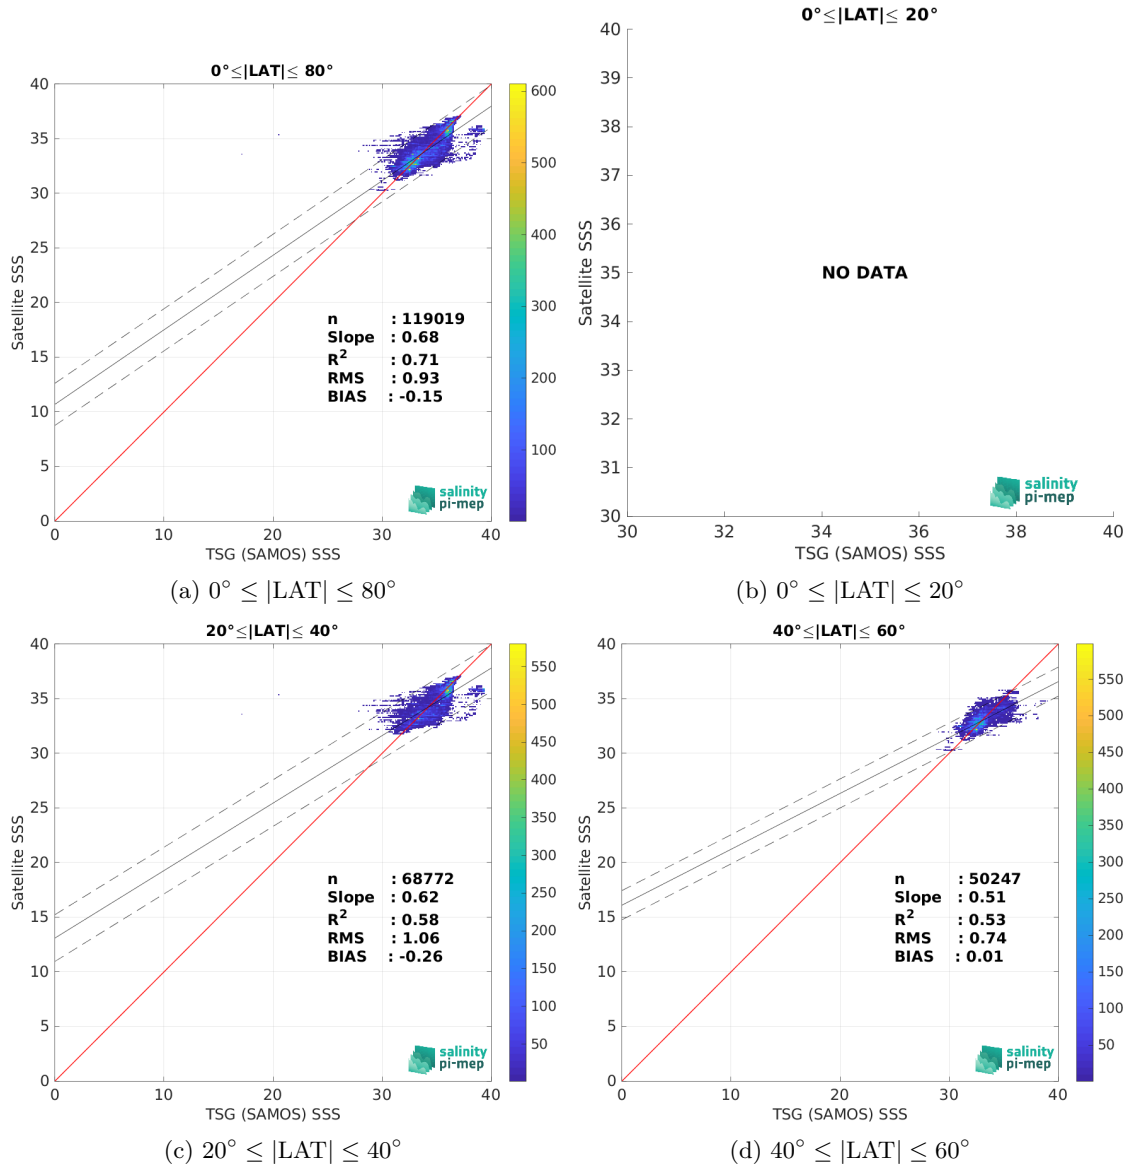 0°≤|LAT|≤ 80°
40
35
30
25
20
15
10
5
0
Satellite SSS
0
10
20
30
40
TSG (SAMOS) SSS
n : 119019
Slope : 0.68
R² : 0.71
RMS : 0.93
BIAS : -0.15
salinity
pi-mep
600
500
400
300
200
100
(a) 0° ≤ |LAT| ≤ 80°
0°≤|LAT|≤ 20°
40
39
38
37
36
35
34
33
32
31
30
Satellite SSS
NO DATA
salinity
pi-mep
30
32
34
36
38
40
TSG (SAMOS) SSS
(b) 0° ≤ |LAT| ≤ 20°
20°≤|LAT|≤ 40°
40
35
30
25
20
15
10
5
0
Satellite SSS
0
10
20
30
40
TSG (SAMOS) SSS
n : 68772
Slope : 0.62
R² : 0.58
RMS : 1.06
BIAS : -0.26
salinity
pi-mep
550
500
450
400
350
300
250
200
150
100
50
(c) 20° ≤ |LAT| ≤ 40°
40°≤|LAT|≤ 60°
40
35
30
25
20
15
10
5
0
Satellite SSS
0
10
20
30
40
TSG (SAMOS) SSS
n : 50247
Slope : 0.51
R² : 0.53
RMS : 0.74
BIAS : 0.01
salinity
pi-mep
550
500
450
400
350
300
250
200
150
100
50
(d) 40° ≤ |LAT| ≤ 60°